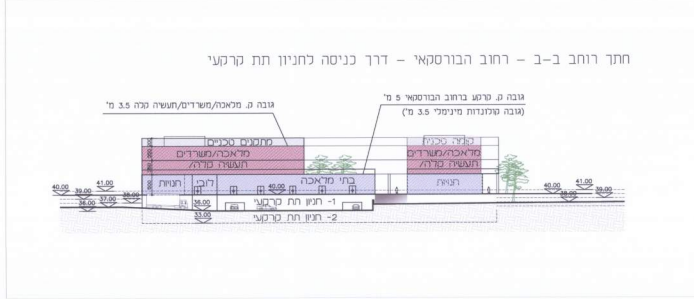 חתך רוחב ב-ב - רחוב הבורסקאי - דרך כניסה לחניון תת קרקעי
גובה ק. קרקע ברחוב הבורסקאי 5 מ'
(גובה קולונדות מינימלי 3.5 מ')
גובה ק. מלאכה/משרדים/תעשיה קלה 3.5 מ'
קומה טכנית
מתקנים טכניים
מלאכה/משרדים
מלאכה/משרדים
תעשיה קלה/
תעשיה קלה/
חנויות
בתי מלאכה
לובי
חנויות
40.00
41.00
39.00
40.00
37.00
36.00
40.00
40.00
41.00
39.00
1- חניון תת קרקעי
36.00
2- חניון תת קרקעי
33.00